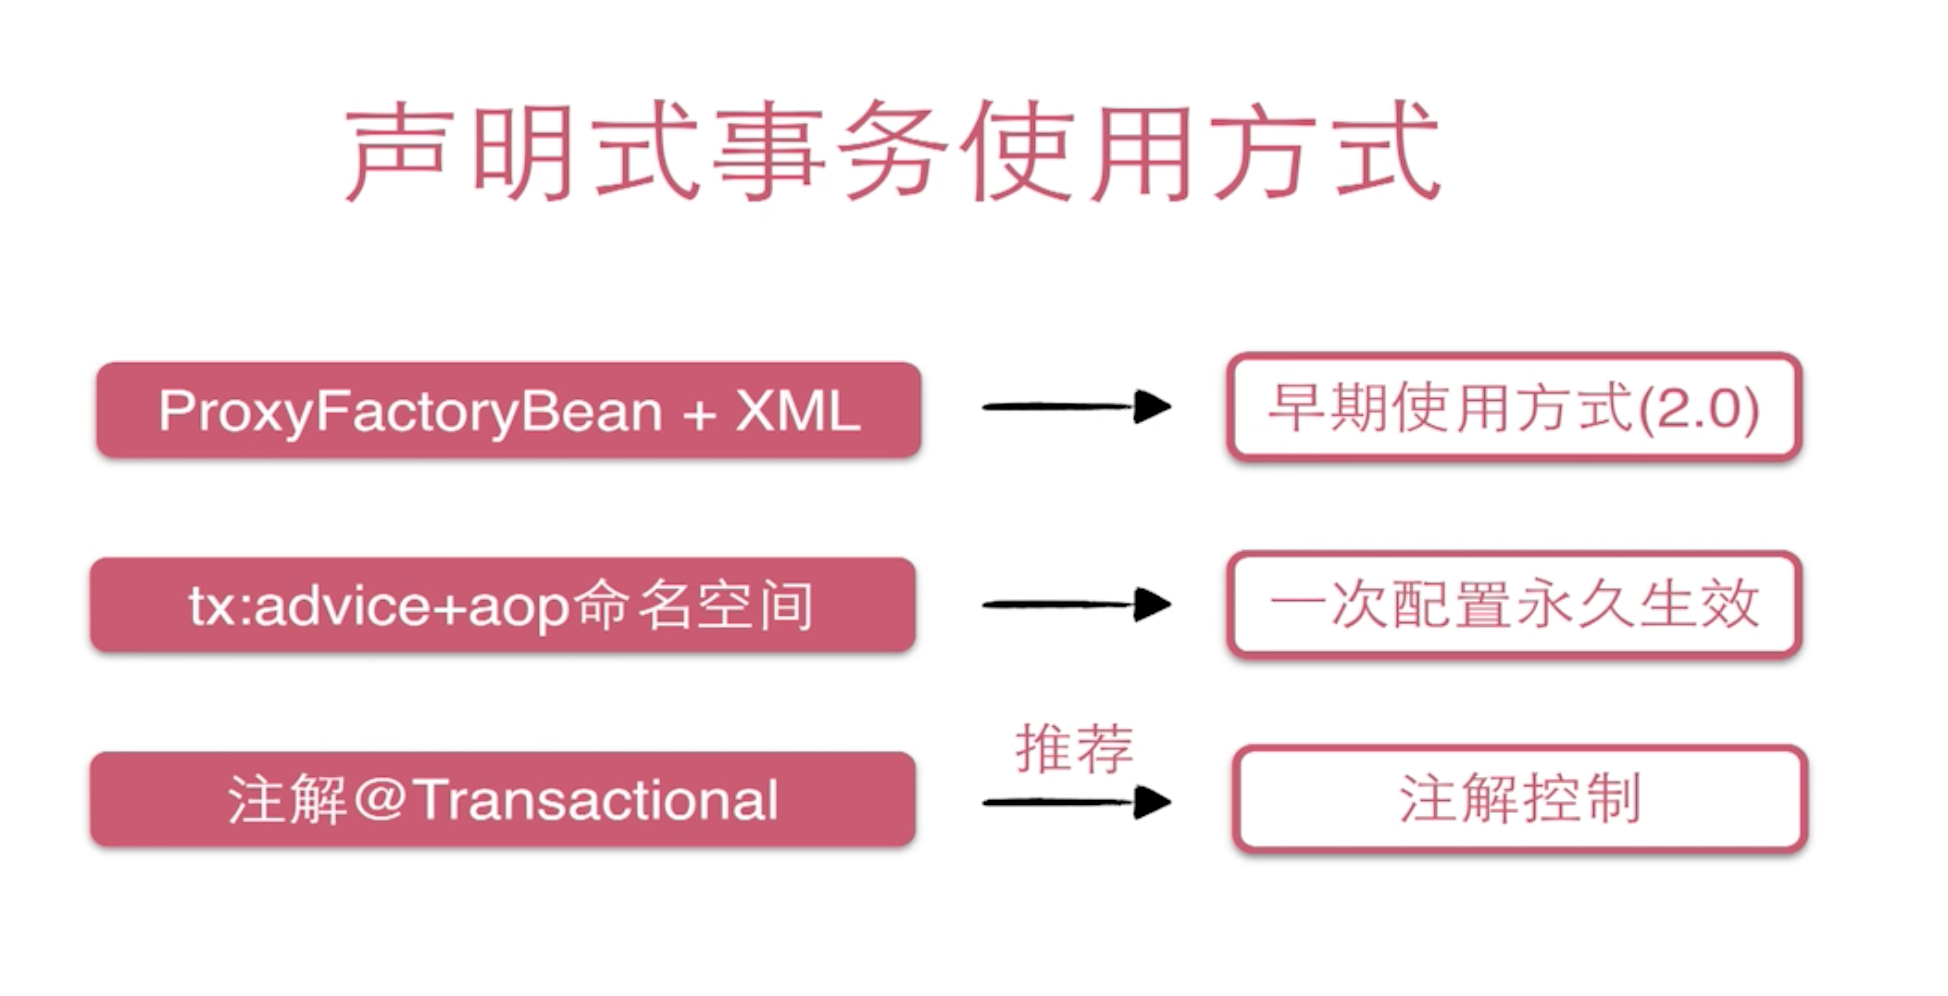 声明式事务使用方式
ProxyFactoryBean + XML
早期使用方式(2.0)
tx:advice+aop命名空间
一次配置永久生效
注解@Transactional
推荐
注解控制